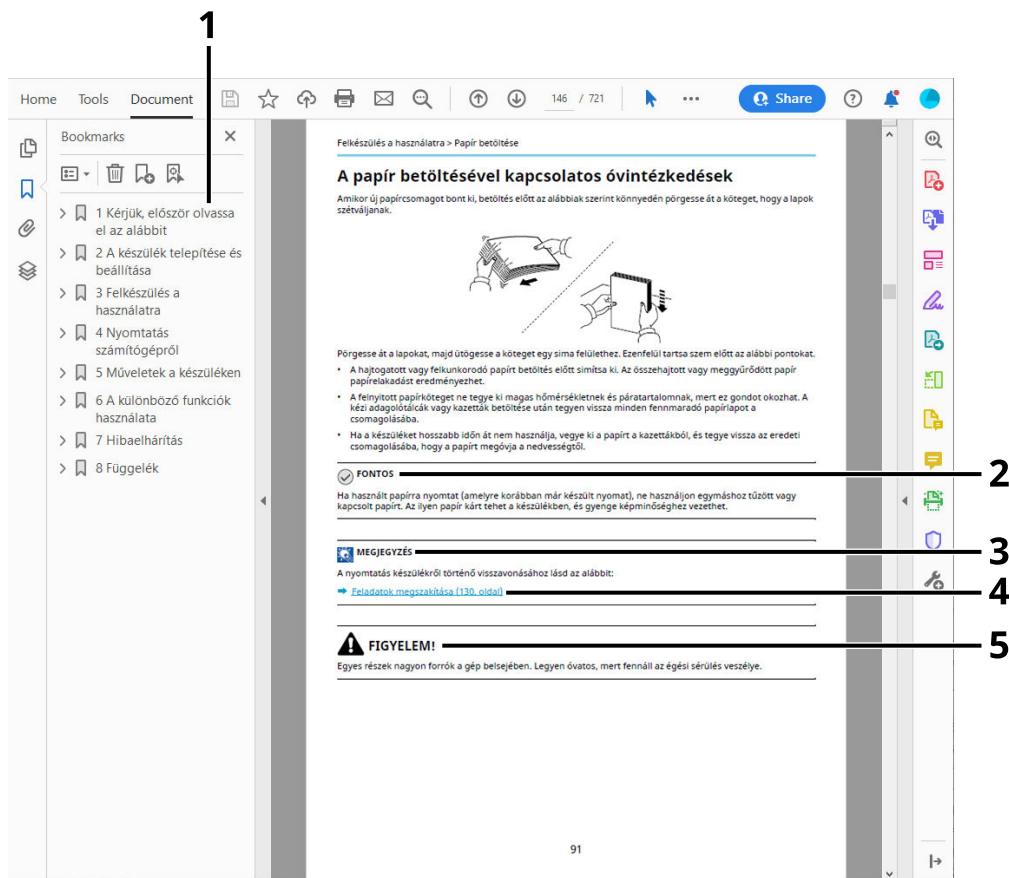 1
Home Tools Document 146 / 721 Share
Bookmarks
1 Kérjük, először olvassa
el az alábbit
2 A készülék telepítése és
beállítása
3 Felkészülés a
használatra
4 Nyomtatás
számítógépről
5 Műveletek a készüléken
6 A különböző funkciók
használata
7 Hibaelhárítás
8 Függelék
Felkészülés a használatra > Papír betöltése
A papír betöltésével kapcsolatos óvintézkedések
Amikor új papírcsomagot bont ki, betöltés előtt az alábbiak szerint könnyedén pörgesse át a köteget, hogy a lapok
szétváljanak.
Pörgesse át a lapokat, majd ütögesse a köteget egy sima felülethez. Ezenfelül tartsa szem előtt az alábbi pontokat.
• A hajtogatott vagy felkunkorodó papírt betöltés előtt simítsa ki. Az összehajtott vagy meggyűrődött papír
papírelakadást eredményezhet.
• A felnyitott papírköteget ne tegye ki magas hőmérsékletnek és páratartalomnak, mert ez gondot okozhat. A
kézi adagolótálcák vagy kazetták betöltése után tegyen vissza minden fennmaradó papírlapot a
csomagolásába.
• Ha a készüléket hosszabb időn át nem használja, vegye ki a papírt a kazettákból, és tegye vissza az eredeti
csomagolásába, hogy a papírt megóvja a nedvességtől.
FONTOS
2
Ha használt papírra nyomtat (amelyre korábban már készült nyomat), ne használjon egymáshoz tűzött vagy
kapcsolt papírt. Az ilyen papír kárt tehet a készülékben, és gyenge képminőséghez vezethet.
MEGJEGYZÉS
3
A nyomtatás készülékről történő visszavonásához lásd az alábbit:
Feladatok megszakítása (130. oldal)
4
FIGYELEM!
5
Egyes részek nagyon forrók a gép belsejében. Legyen óvatos, mert fennáll az égési sérülés veszélye.
91